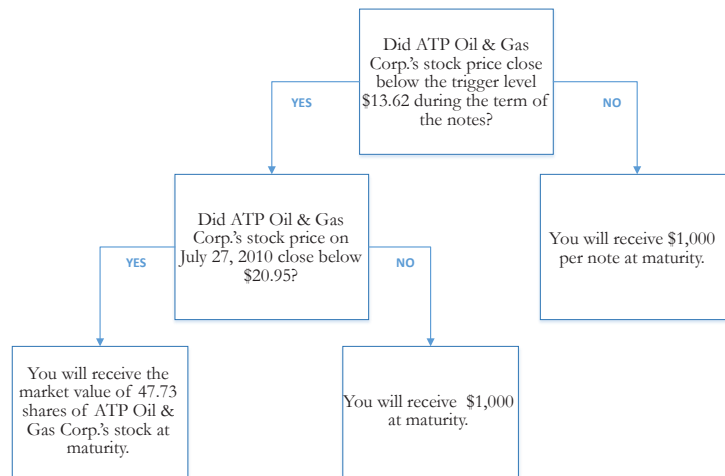 Did ATP Oil & Gas
Corp.'s stock price close
below the trigger level
$13.62 during the term of
the notes?
YES
NO
Did ATP Oil & Gas
Corp.'s stock price on
July 27, 2010 close below
$20.95?
You will receive $1,000
per note at maturity.
YES
NO
You will receive the
market value of 47.73
shares of ATP Oil &
Gas Corp.'s stock at
maturity.
You will receive $1,000
at maturity.